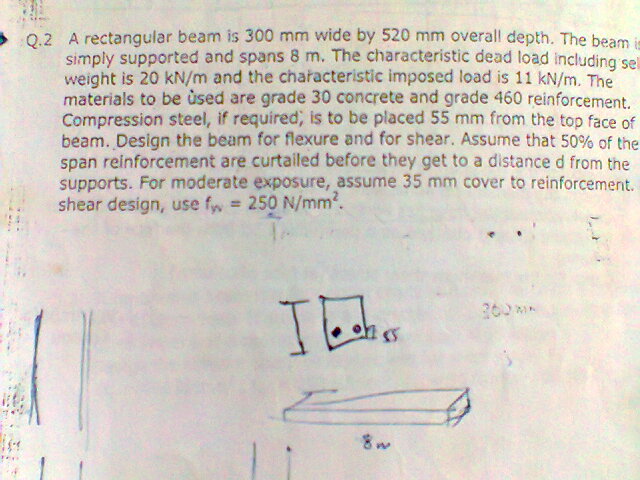 Q.2 A rectangular beam is 300 mm wide by 520 mm overall depth. The beam is
simply supported and spans 8 m. The characteristic dead load including sel
weight is 20 kN/m and the characteristic imposed load is 11 kN/m. The
materials to be used are grade 30 concrete and grade 460 reinforcement.
Compression steel, if required, is to be placed 55 mm from the top face of
beam. Design the beam for flexure and for shear. Assume that 50% of the
span reinforcement are curtailed before they get to a distance d from the
supports. For moderate exposure, assume 35 mm cover to reinforcement.
shear design, use fyv = 250 N/mm².
55
8m